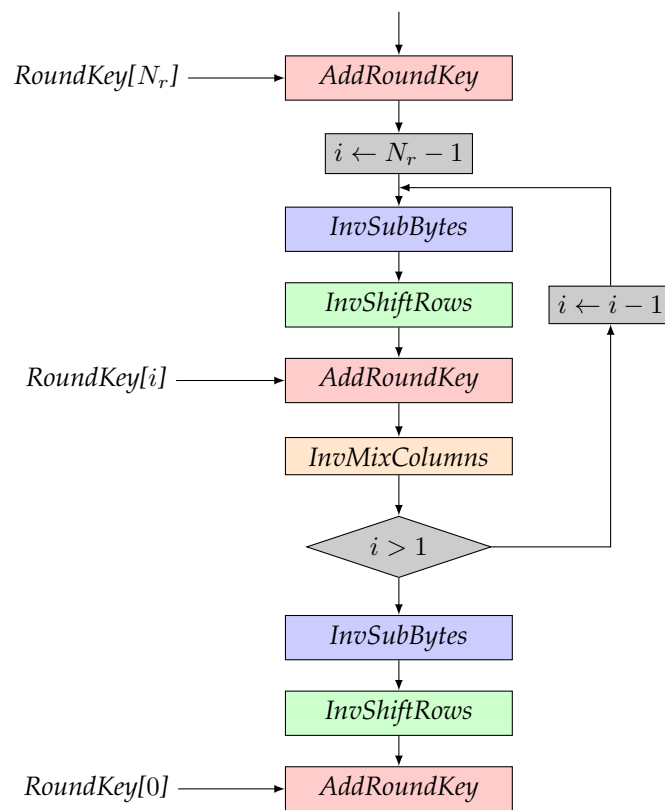 RoundKey[N_r] AddRoundKey
i ← N_r − 1
InvSubBytes
InvShiftRows
i ← i − 1
RoundKey[i] AddRoundKey
InvMixColumns
i > 1
InvSubBytes
InvShiftRows
RoundKey[0] AddRoundKey